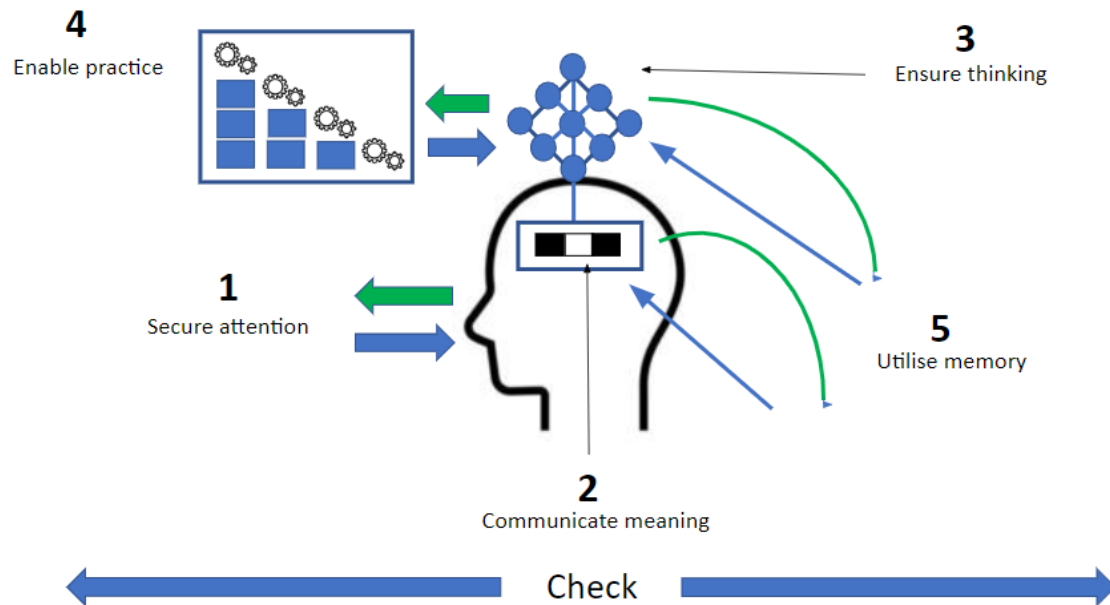 4
Enable practice
3
Ensure thinking
1
Secure attention
5
Utilise memory
2
Communicate meaning
Check